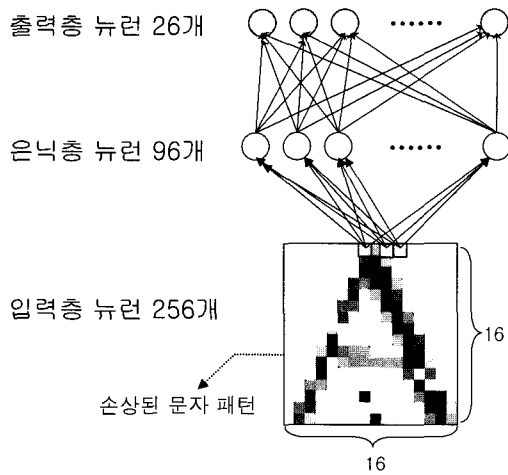 출력층 뉴런 26개
은닉층 뉴런 96개
입력층 뉴런 256개
손상된 문자 패턴
16
16